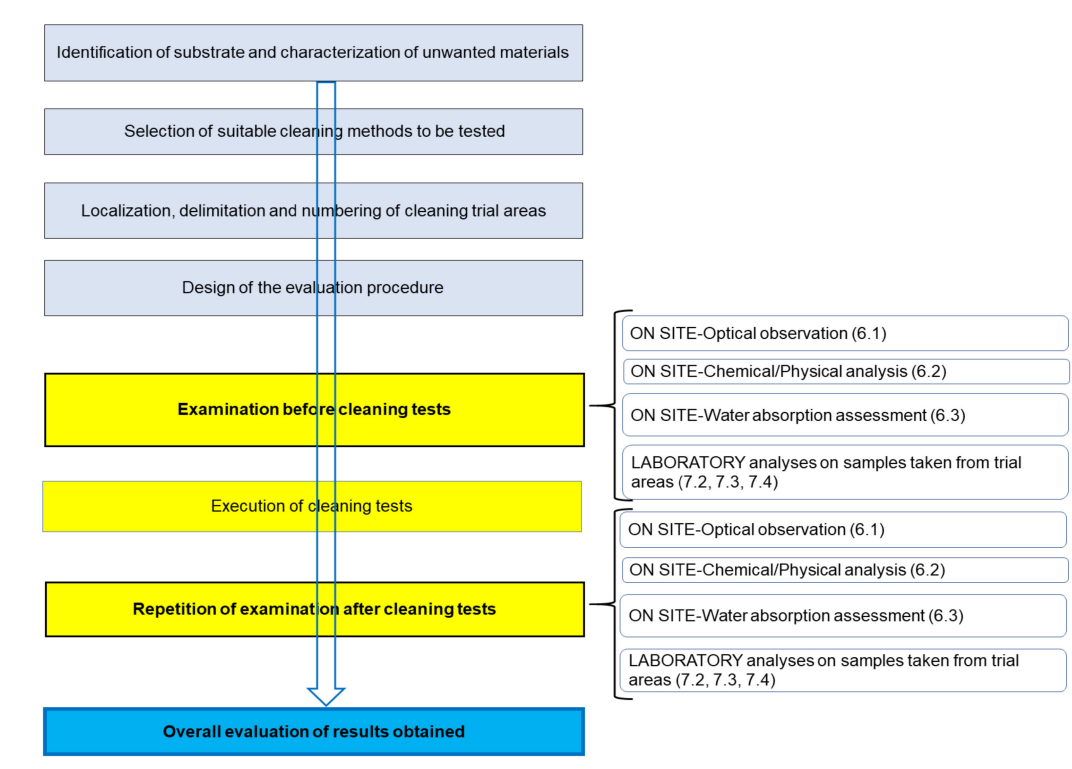 Identification of substrate and characterization of unwanted materials
Selection of suitable cleaning methods to be tested
Localization, delimitation and numbering of cleaning trial areas
Design of the evaluation procedure
Examination before cleaning tests
ON SITE-Optical observation (6.1)
ON SITE-Chemical/Physical analysis (6.2)
ON SITE-Water absorption assessment (6.3)
LABORATORY analyses on samples taken from trial
areas (7.2, 7.3, 7.4)
Execution of cleaning tests
Repetition of examination after cleaning tests
ON SITE-Optical observation (6.1)
ON SITE-Chemical/Physical analysis (6.2)
ON SITE-Water absorption assessment (6.3)
LABORATORY analyses on samples taken from trial
areas (7.2, 7.3, 7.4)
Overall evaluation of results obtained